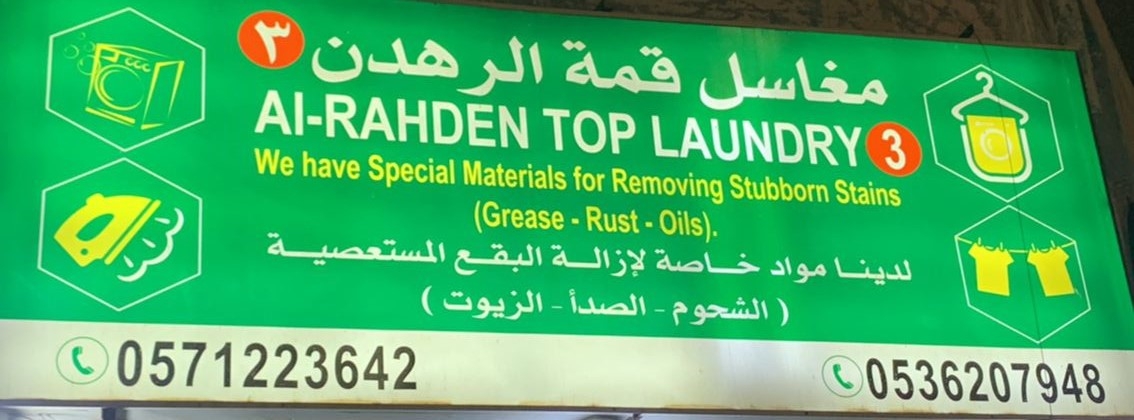 مغاسل قمة الرهدن ٣
Al-RAHDEN TOP LAUNDRY 3
We have Special Materials for Removing Stubborn Stains
(Grease - Rust - Oils).
لدينا مواد خاصة لإزالة البقع المستعصية
( الشحوم - الصدأ - الزيوت )
0571223642
0536207948